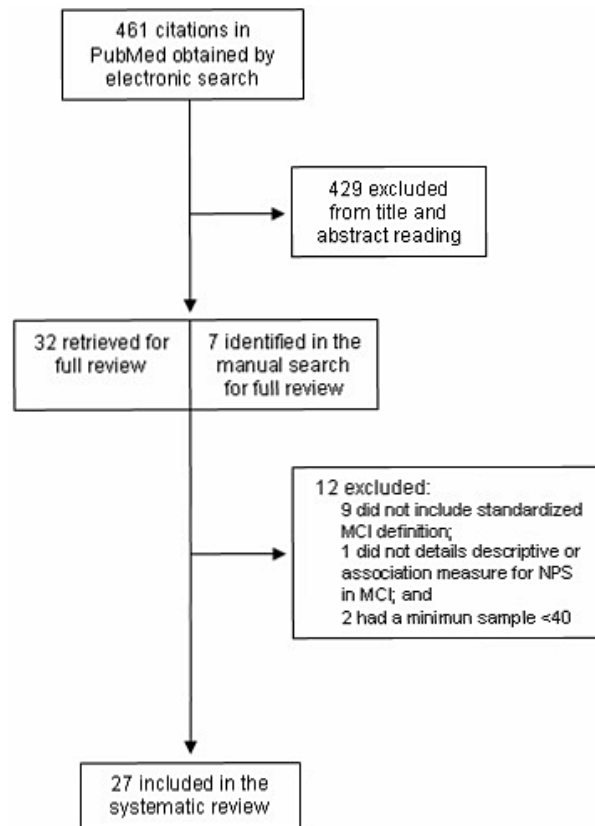 461 citations in
PubMed obtained by
electronic search
429 excluded
from title and
abstract reading
32 retrieved for
full review
7 identified in the
manual search
for full review
12 excluded:
9 did not include standardized
MCI definition;
1 did not details descriptive or
association measure for NPS
in MCI; and
2 had a minimun sample <40
27 included in the
systematic review